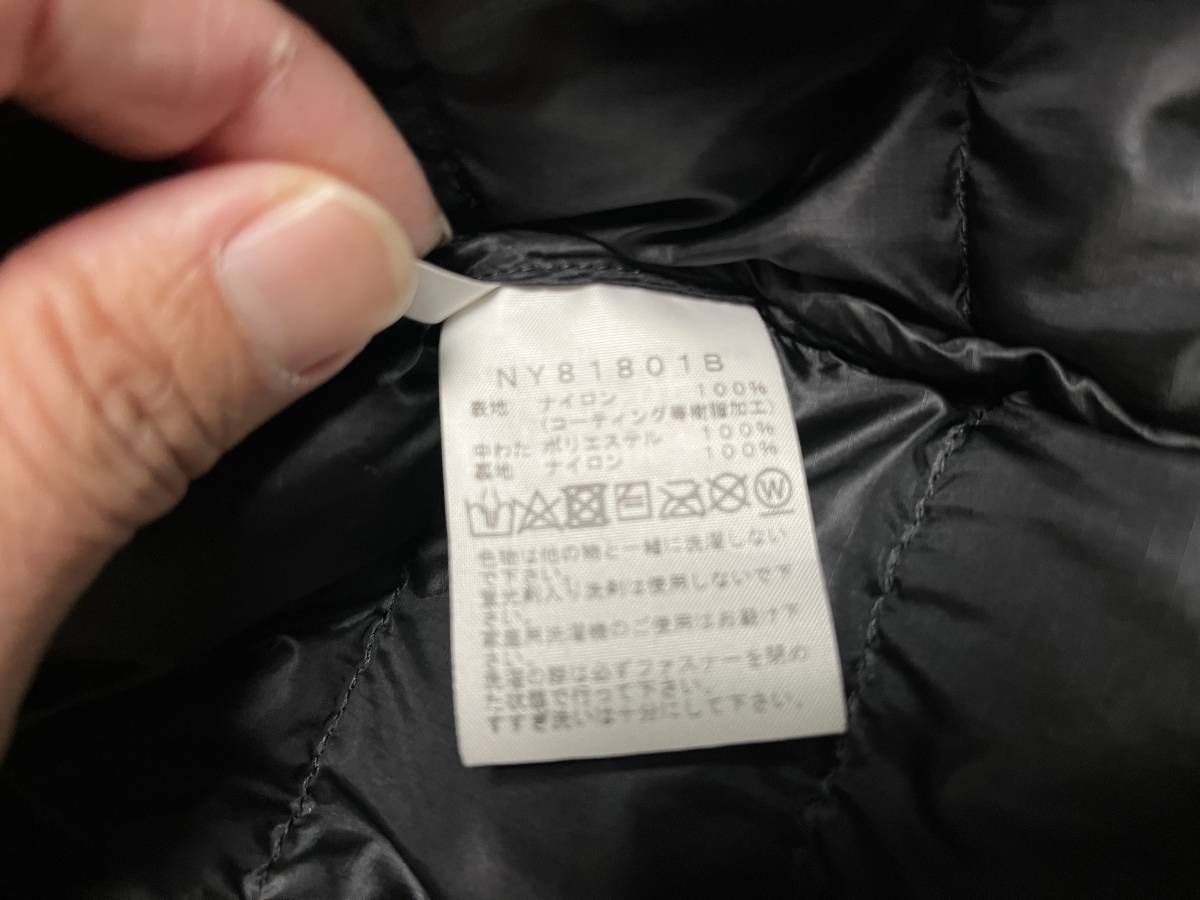 NY81801B
表地 ナイロン 100%
(コーティング等樹脂加工)
中わた ポリエステル 100%
裏地 ナイロン 100%
W
色物は他の物と一緒に洗濯しない
で下さい。
蛍光剤入り洗剤は使用しないで下
さい。
家庭用洗濯機のご使用はお避け下
さい。
洗濯の際は必ずファスナーを閉め
た状態で行って下さい。
すすぎ洗いは十分にして下さい。